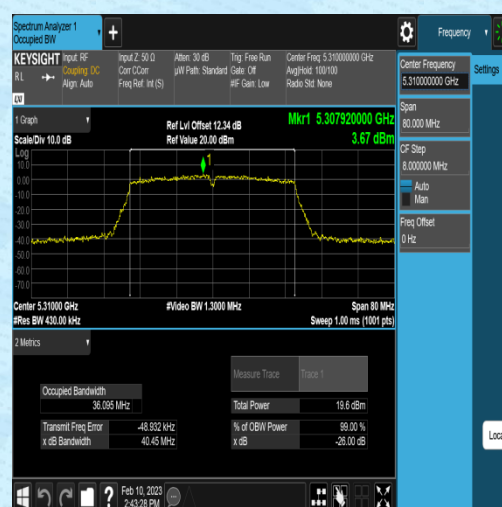 Spectrum Analyzer 1
Occupied BW
Frequency
KEYSIGHT
RL
Input: RF
Coupling: DC
Align: Auto
Input Z: 50 Ω
Corr CCorr
Freq Ref: Int (S)
Atten: 30 dB
µW Path: Standard
Trig: Free Run
Gate: Off
#IF Gain: Low
Center Freq: 5.310000000 GHz
Avg|Hold: 100/100
Radio Std: None
Center Frequency
5.310000000 GHz
Settings
Span
80.000 MHz
CF Step
8.000000 MHz
Auto
Man
Freq Offset
0 Hz
1 Graph
Scale/Div 10.0 dB
Ref Lvl Offset 12.34 dB
Ref Value 20.00 dBm
Mkr1 5.307920000 GHz
3.67 dBm
Log
10.0
0.00
-10.0
-20.0
-30.0
-40.0
-50.0
-60.0
-70.0
1
Center 5.31000 GHz
#Res BW 430.00 kHz
#Video BW 1.3000 MHz
Span 80 MHz
Sweep 1.00 ms (1001 pts)
2 Metrics
Measure Trace
Trace 1
Occupied Bandwidth
36.095 MHz
Total Power
19.6 dBm
Transmit Freq Error
-48.932 kHz
% of OBW Power
99.00 %
x dB Bandwidth
40.45 MHz
x dB
-26.00 dB
Loca
Feb 10, 2023
2:43:28 PM